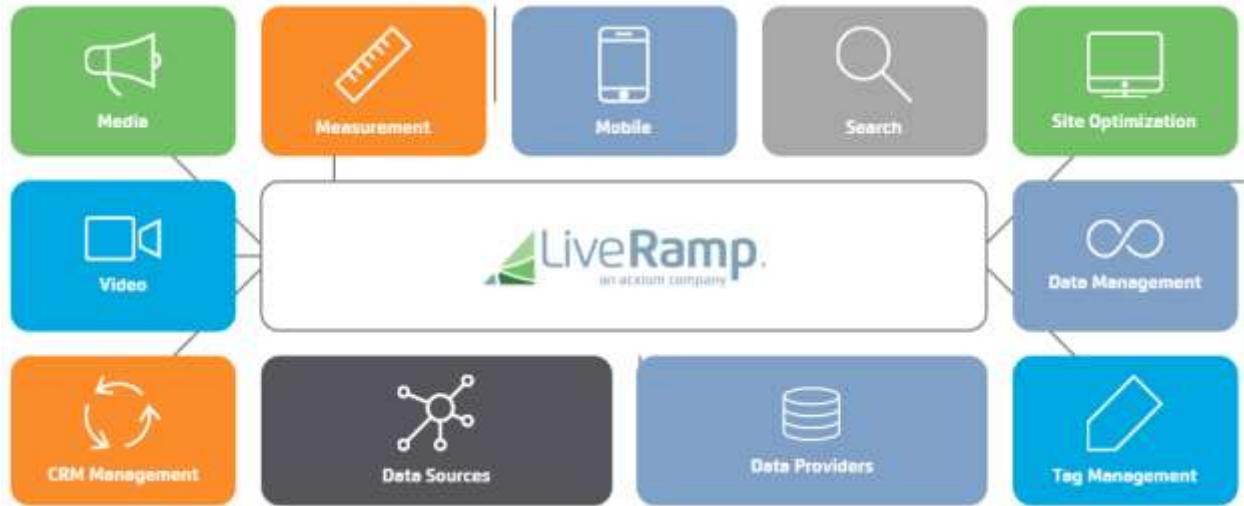 Media
Measurement
Mobile
Search
Site Optimization
Video
LiveRamp.
an acxiom company
Data Management
CRM Management
Data Sources
Data Providers
Tag Management